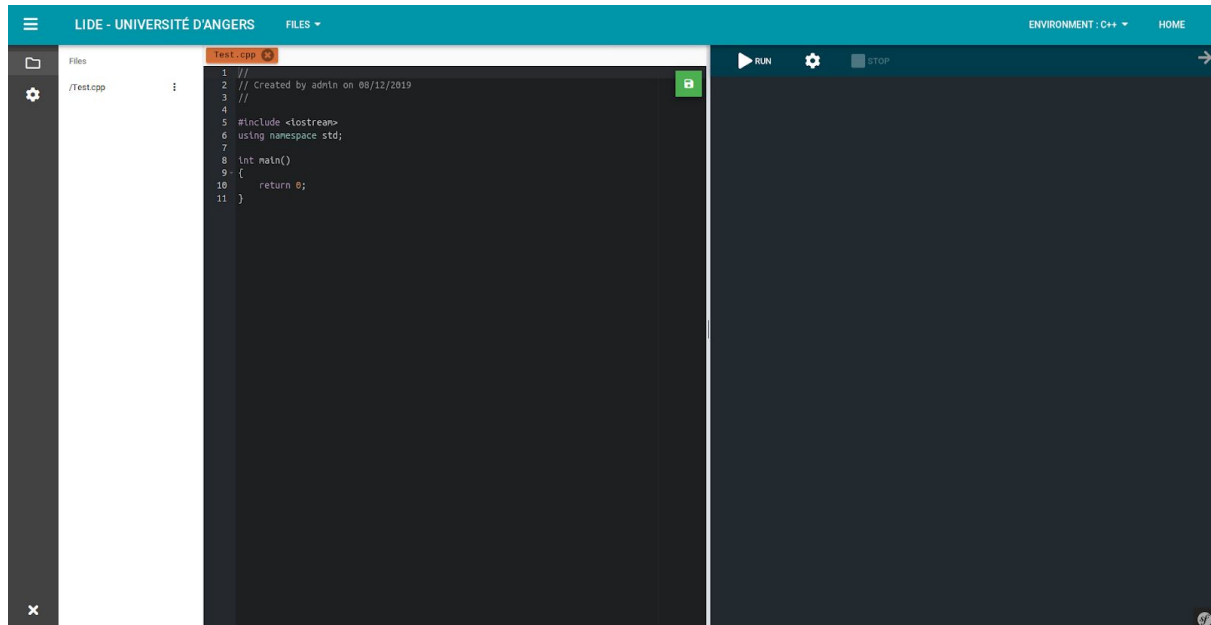 LIDE - UNIVERSITÉ D'ANGERS FILES ENVIRONMENT : C++ HOME
Files
/Test.cpp
Test.cpp
1 //
2 // Created by admin on 08/12/2019
3 //
4
5 #include <iostream>
6 using namespace std;
7
8 int main()
9 {
10 return 0;
11 }
RUN STOP
sf